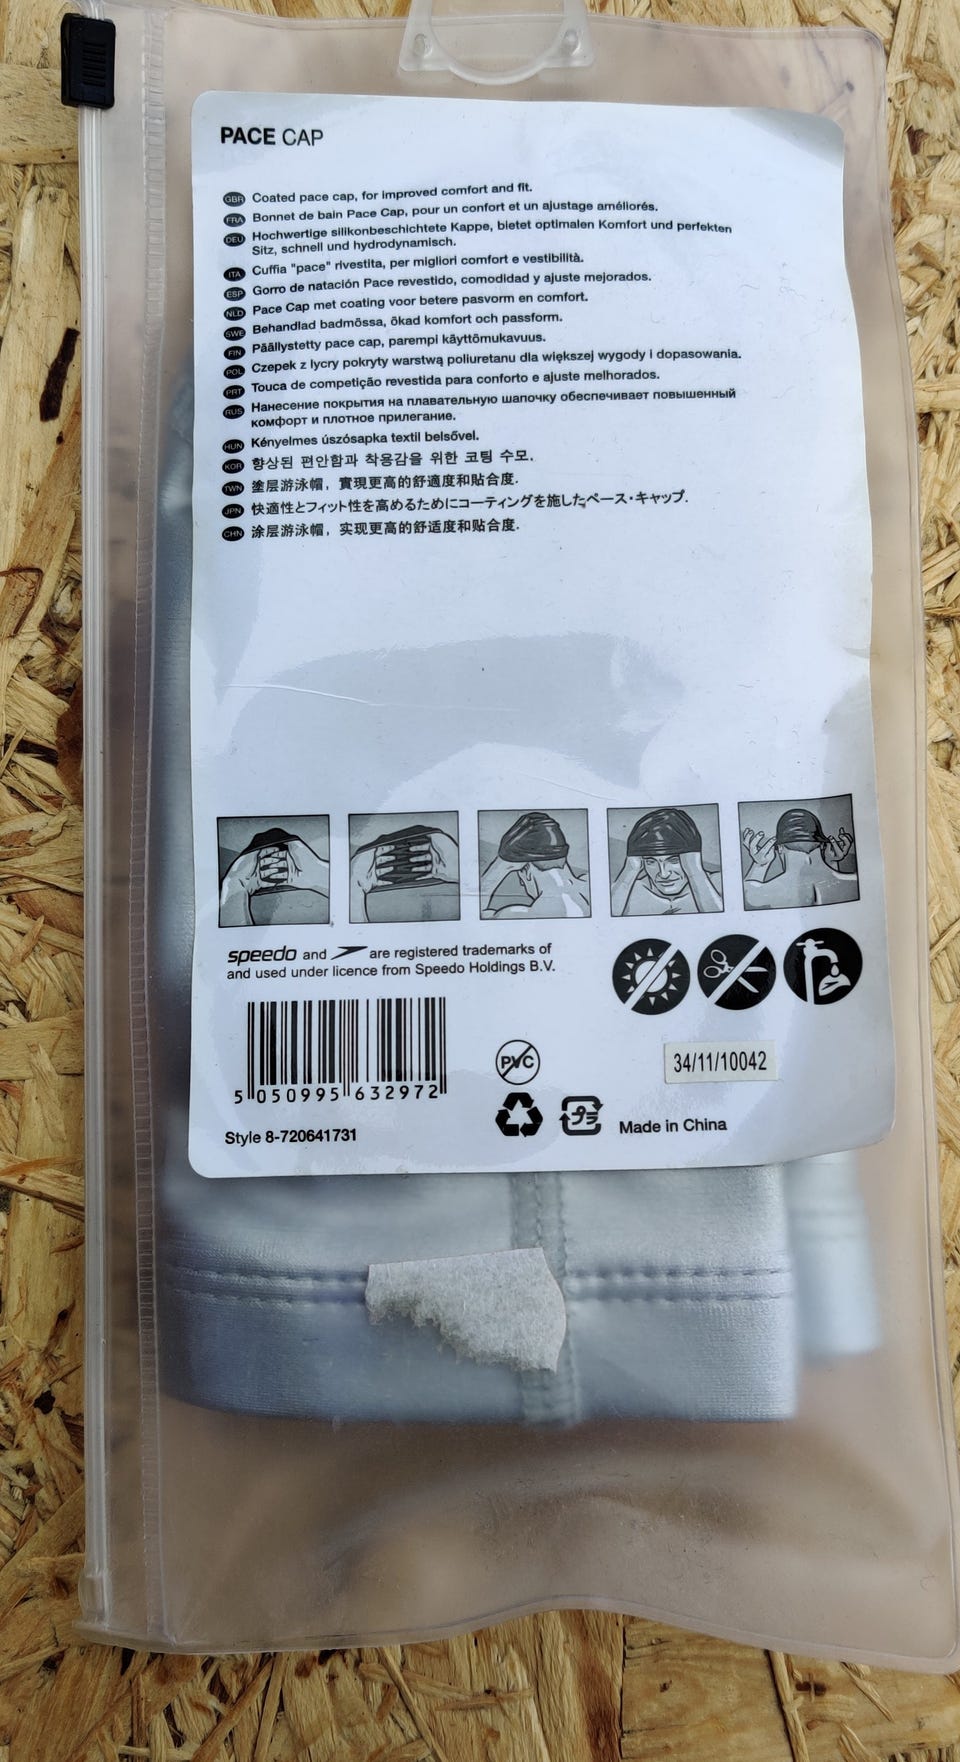 PACE CAP
GBR Coated pace cap, for improved comfort and fit.
FRA Bonnet de bain Pace Cap, pour un confort et un ajustage améliorés.
DEU Hochwertige silikonbeschichtete Kappe, bietet optimalen Komfort und perfekten
Sitz, schnell und hydrodynamisch.
ITA Cuffia "pace" rivestita, per migliori comfort e vestibilità.
ESP Gorro de natación Pace revestido, comodidad y ajuste mejorados.
NLD Pace Cap met coating voor betere pasvorm en comfort.
SWE Behandlad badmössa, ökad komfort och passform.
FIN Päällystetty pace cap, parempi käyttömukavuus.
POL Czepek z lycry pokryty warstwą poliuretanu dla większej wygody i dopasowania.
PRT Touca de competição revestida para conforto e ajuste melhorados.
RUS Нанесение покрытия на плавательную шапочку обеспечивает повышенный
комфорт и плотное прилегание.
HUN Kényelmes úszósapka textil belsővel.
KOR 향상된 편안함과 착용감을 위한 코팅 수모.
TWN 塗层游泳帽，實現更高的舒適度和貼合度.
JPN 快適性とフィット性を高めるためにコーティングを施したペース・キャップ.
CHN 涂层游泳帽，实现更高的舒适度和贴合度.
speedo and are registered trademarks of
and used under licence from Speedo Holdings B.V.
5 050995 632972
PVC
34/11/10042
プラ
Style 8-720641731
Made in China